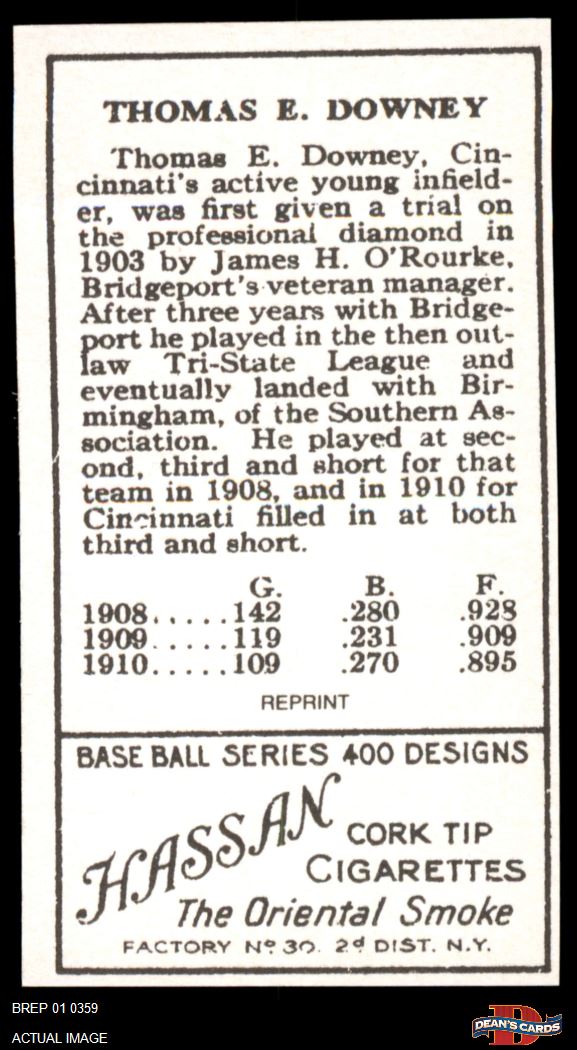 THOMAS E. DOWNEY
Thomas E. Downey, Cin-
cinnati's active young infield-
er, was first given a trial on
the professional diamond in
1903 by James H. O'Rourke,
Bridgeport's veteran manager.
After three years with Bridge-
port he played in the then out-
law Tri-State League and
eventually landed with Bir-
mingham, of the Southern As-
sociation. He played at sec-
ond, third and short for that
team in 1908, and in 1910 for
Cincinnati filled in at both
third and short.
G. B. F.
1908.....142 .280 .928
1909.....119 .231 .909
1910.....109 .270 .895
REPRINT
BASE BALL SERIES 400 DESIGNS
HASSAN
CORK TIP
CIGARETTES
The Oriental Smoke
FACTORY Nº 30. 2d DIST. N.Y.
BREP 01 0359
ACTUAL IMAGE
D
DEAN'S CARDS